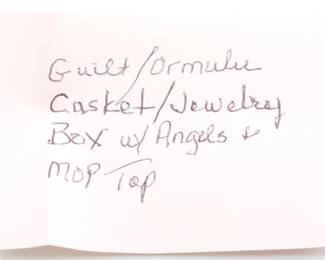 Guilt/Ormulu
Casket/Jewelry
Box w/ Angels &
MOP Top